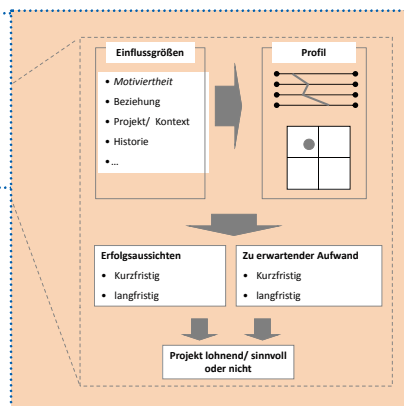 Einflussgrößen
• Motiviertheit
• Beziehung
• Projekt/ Kontext
• Historie
• …
Profil
Erfolgsaussichten
• Kurzfristig
• langfristig
Zu erwartender Aufwand
• Kurzfristig
• langfristig
Projekt lohnend/ sinnvoll
oder nicht